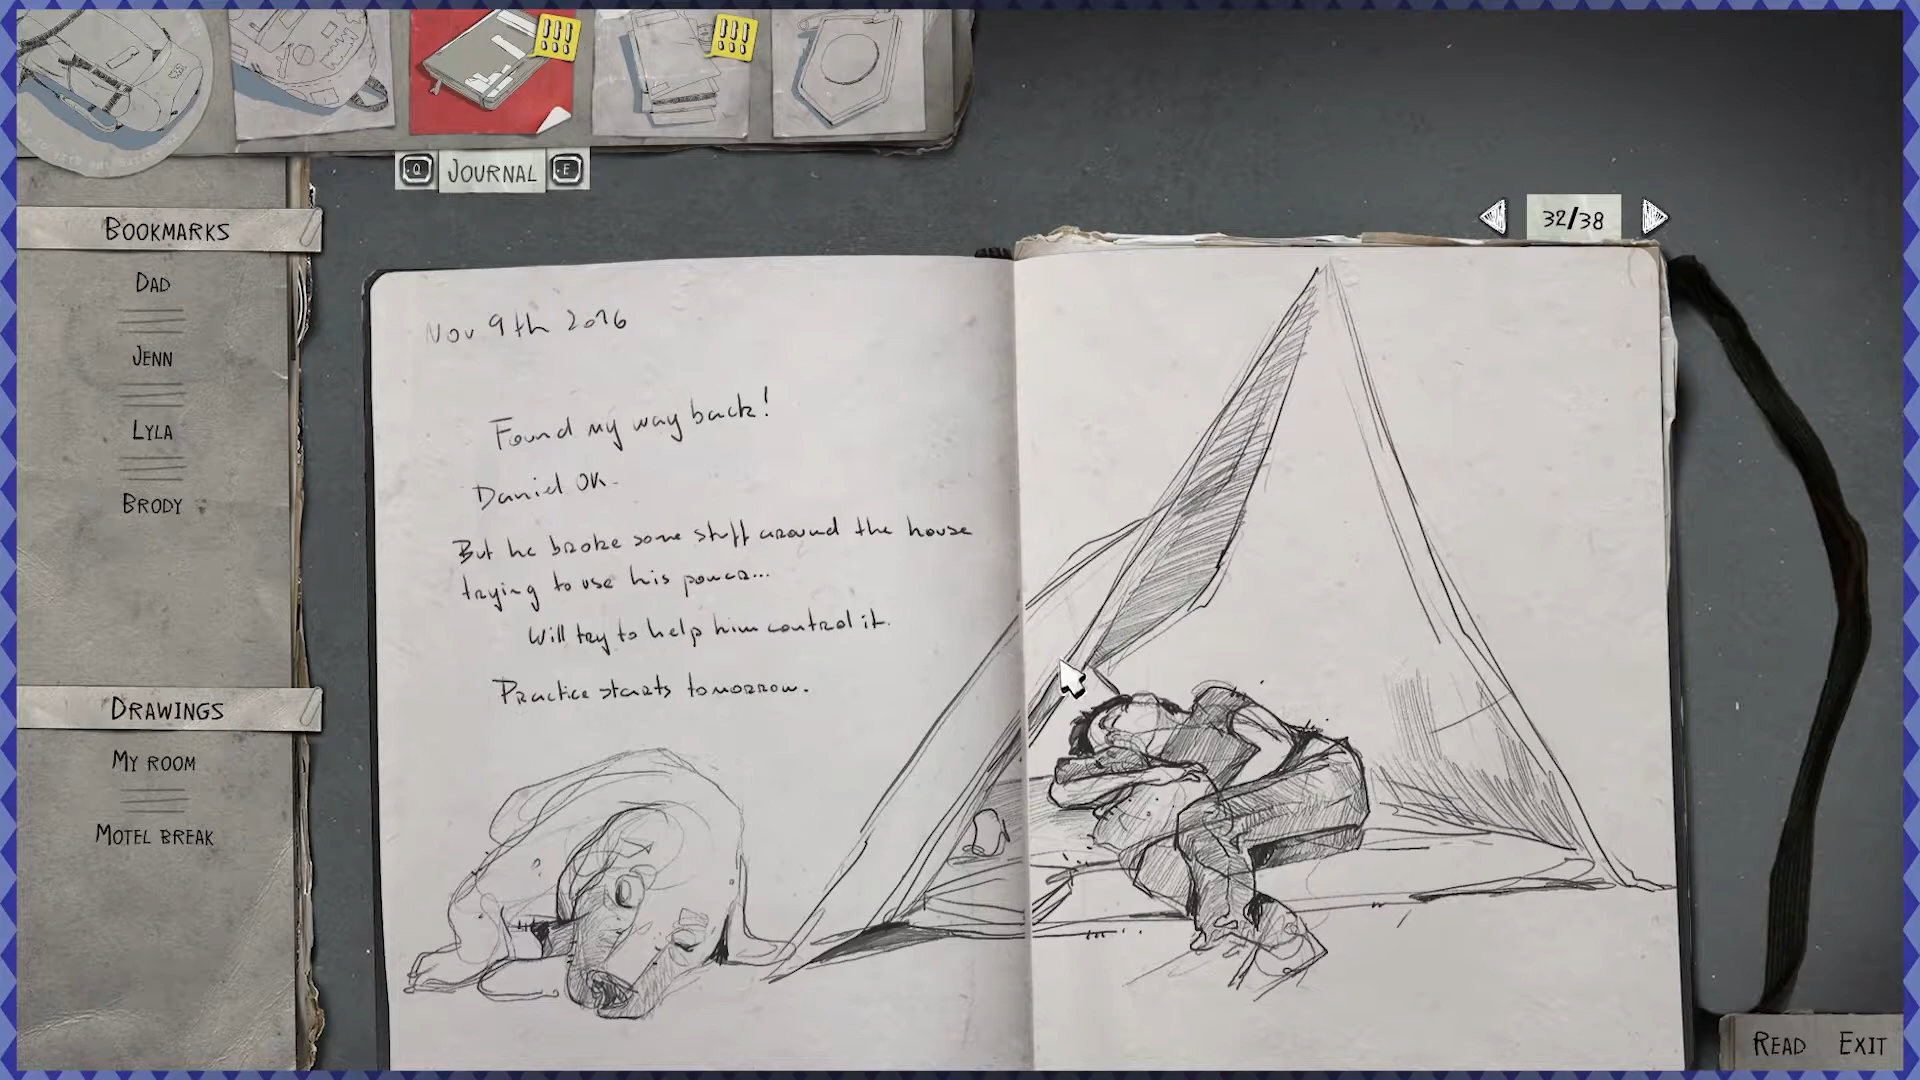 Q JOURNAL E
32/38
BOOKMARKS
DAD
JENN
LYLA
BRODY
DRAWINGS
MY ROOM
MOTEL BREAK
Nov 9th 2016
Found my way back!
Daniel OK.
But he broke some stuff around the house
trying to use his power...
Will try to help him control it.
Practice starts tomorrow.
READ EXIT